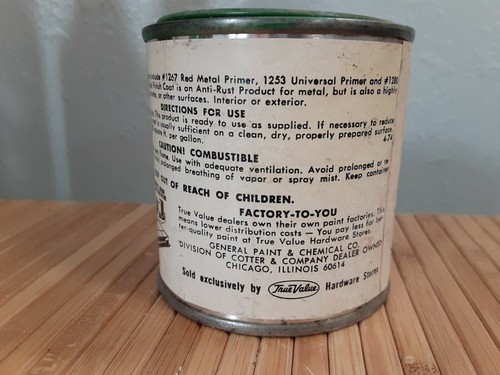 #1267 Red Metal Primer, 1253 Universal Primer and
Finish Coat is an Anti-Rust Product for metal, but is also a highly
or other surfaces. Interior or exterior.
DIRECTIONS FOR USE
This product is ready to use as supplied. If necessary to reduce
usually sufficient on a clean, dry, properly prepared surface.
per gallon. 4-74
CAUTION! COMBUSTIBLE
Use with adequate ventilation. Avoid prolonged or
breathing of vapor or spray mist. Keep container
OUT OF REACH OF CHILDREN.
FACTORY-TO-YOU
True Value dealers own their own paint factories. This
means lower distribution costs — You pay less for
ter-quality paint at True Value Hardware Stores.
GENERAL PAINT & CHEMICAL CO.
DIVISION OF COTTER & COMPANY DEALER OWNED
CHICAGO, ILLINOIS 60614
Sold exclusively by True Value Hardware Stores